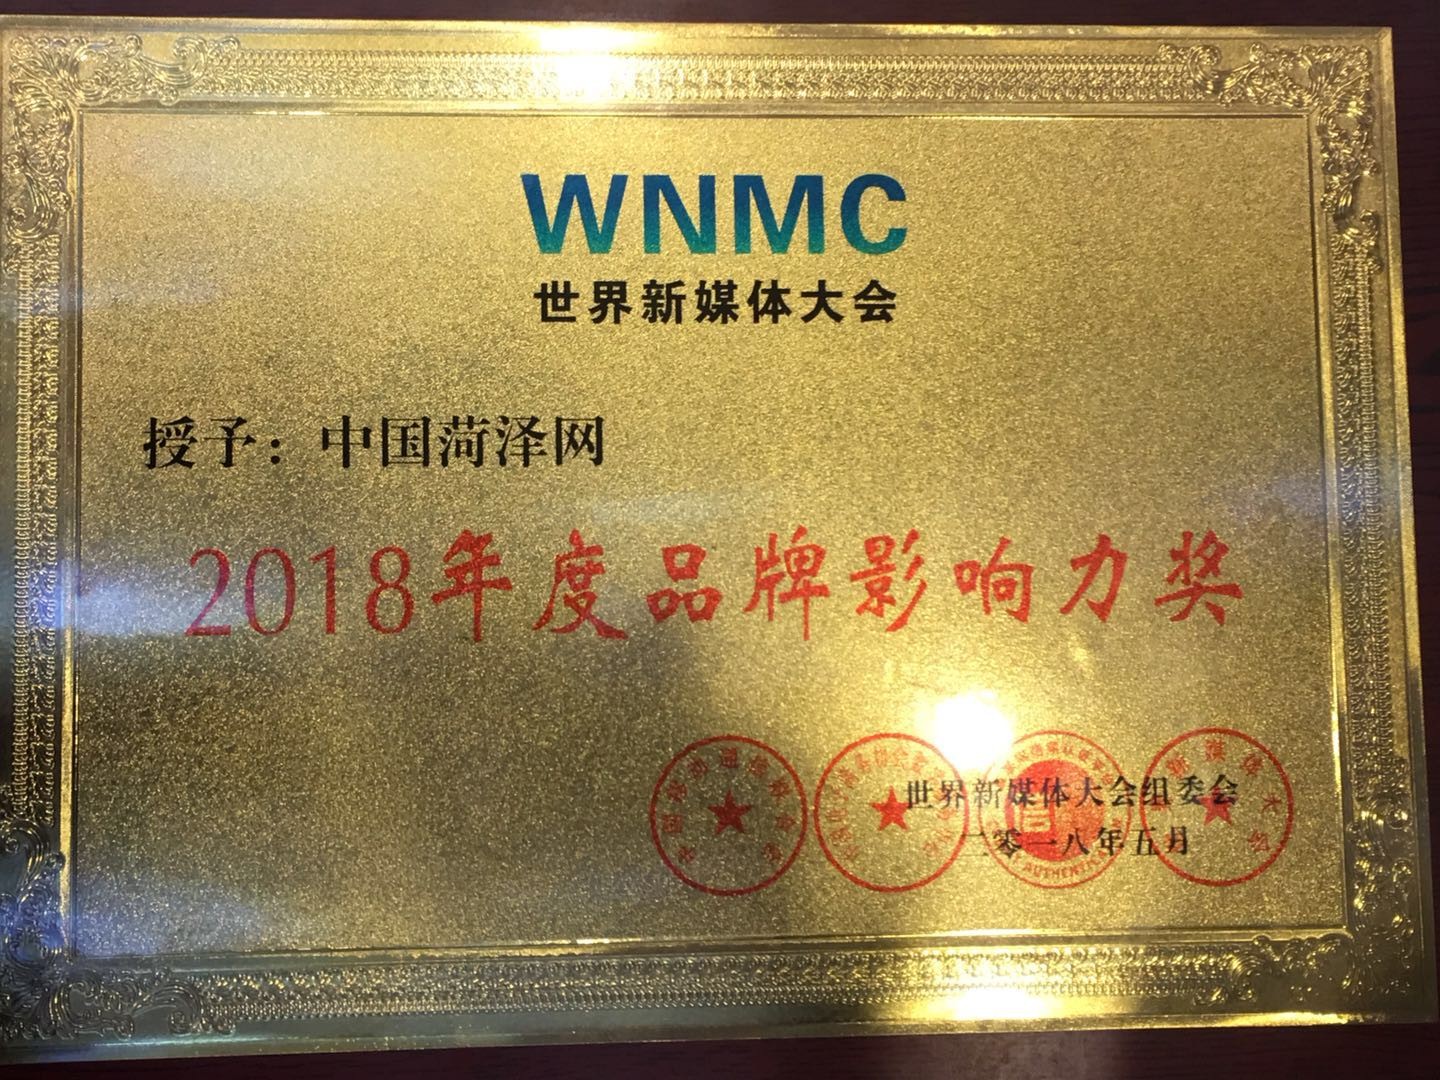 WNMC
世界新媒体大会
授予：中国菏泽网
2018年度品牌影响力奖
世界新媒体大会组委会
二零一八年五月